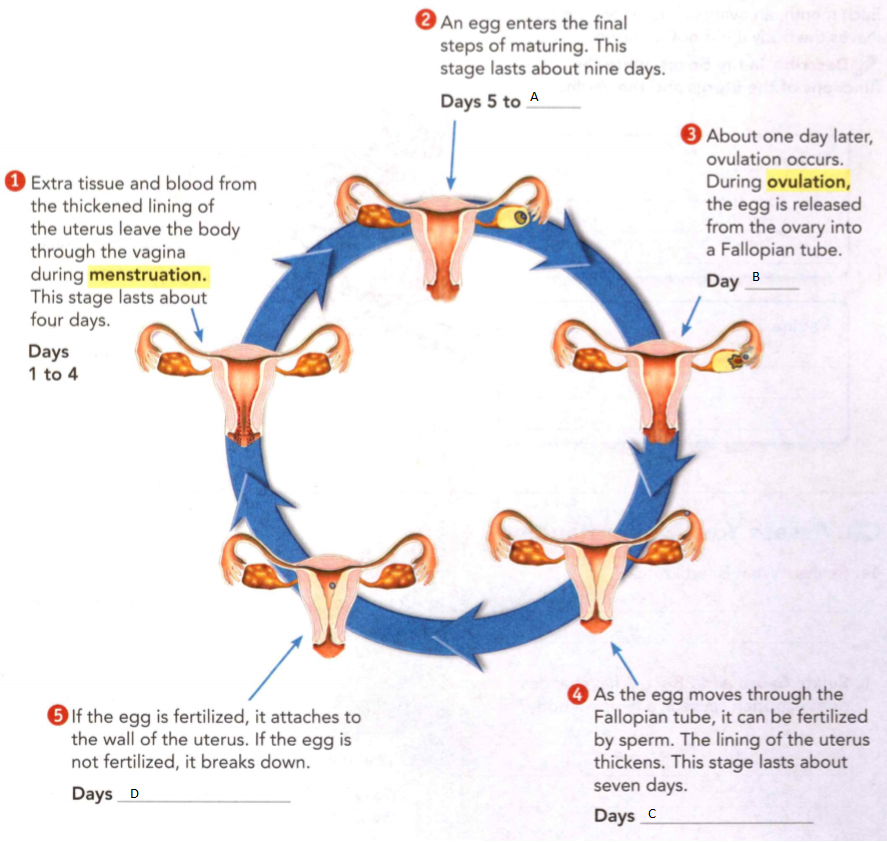 1 Extra tissue and blood from
the thickened lining of
the uterus leave the body
through the vagina
during menstruation.
This stage lasts about
four days.
Days
1 to 4
2 An egg enters the final
steps of maturing. This
stage lasts about nine days.
Days 5 to A
3 About one day later,
ovulation occurs.
During ovulation,
the egg is released
from the ovary into
a Fallopian tube.
Day B
4 As the egg moves through the
Fallopian tube, it can be fertilized
by sperm. The lining of the uterus
thickens. This stage lasts about
seven days.
Days C
5 If the egg is fertilized, it attaches to
the wall of the uterus. If the egg is
not fertilized, it breaks down.
Days D